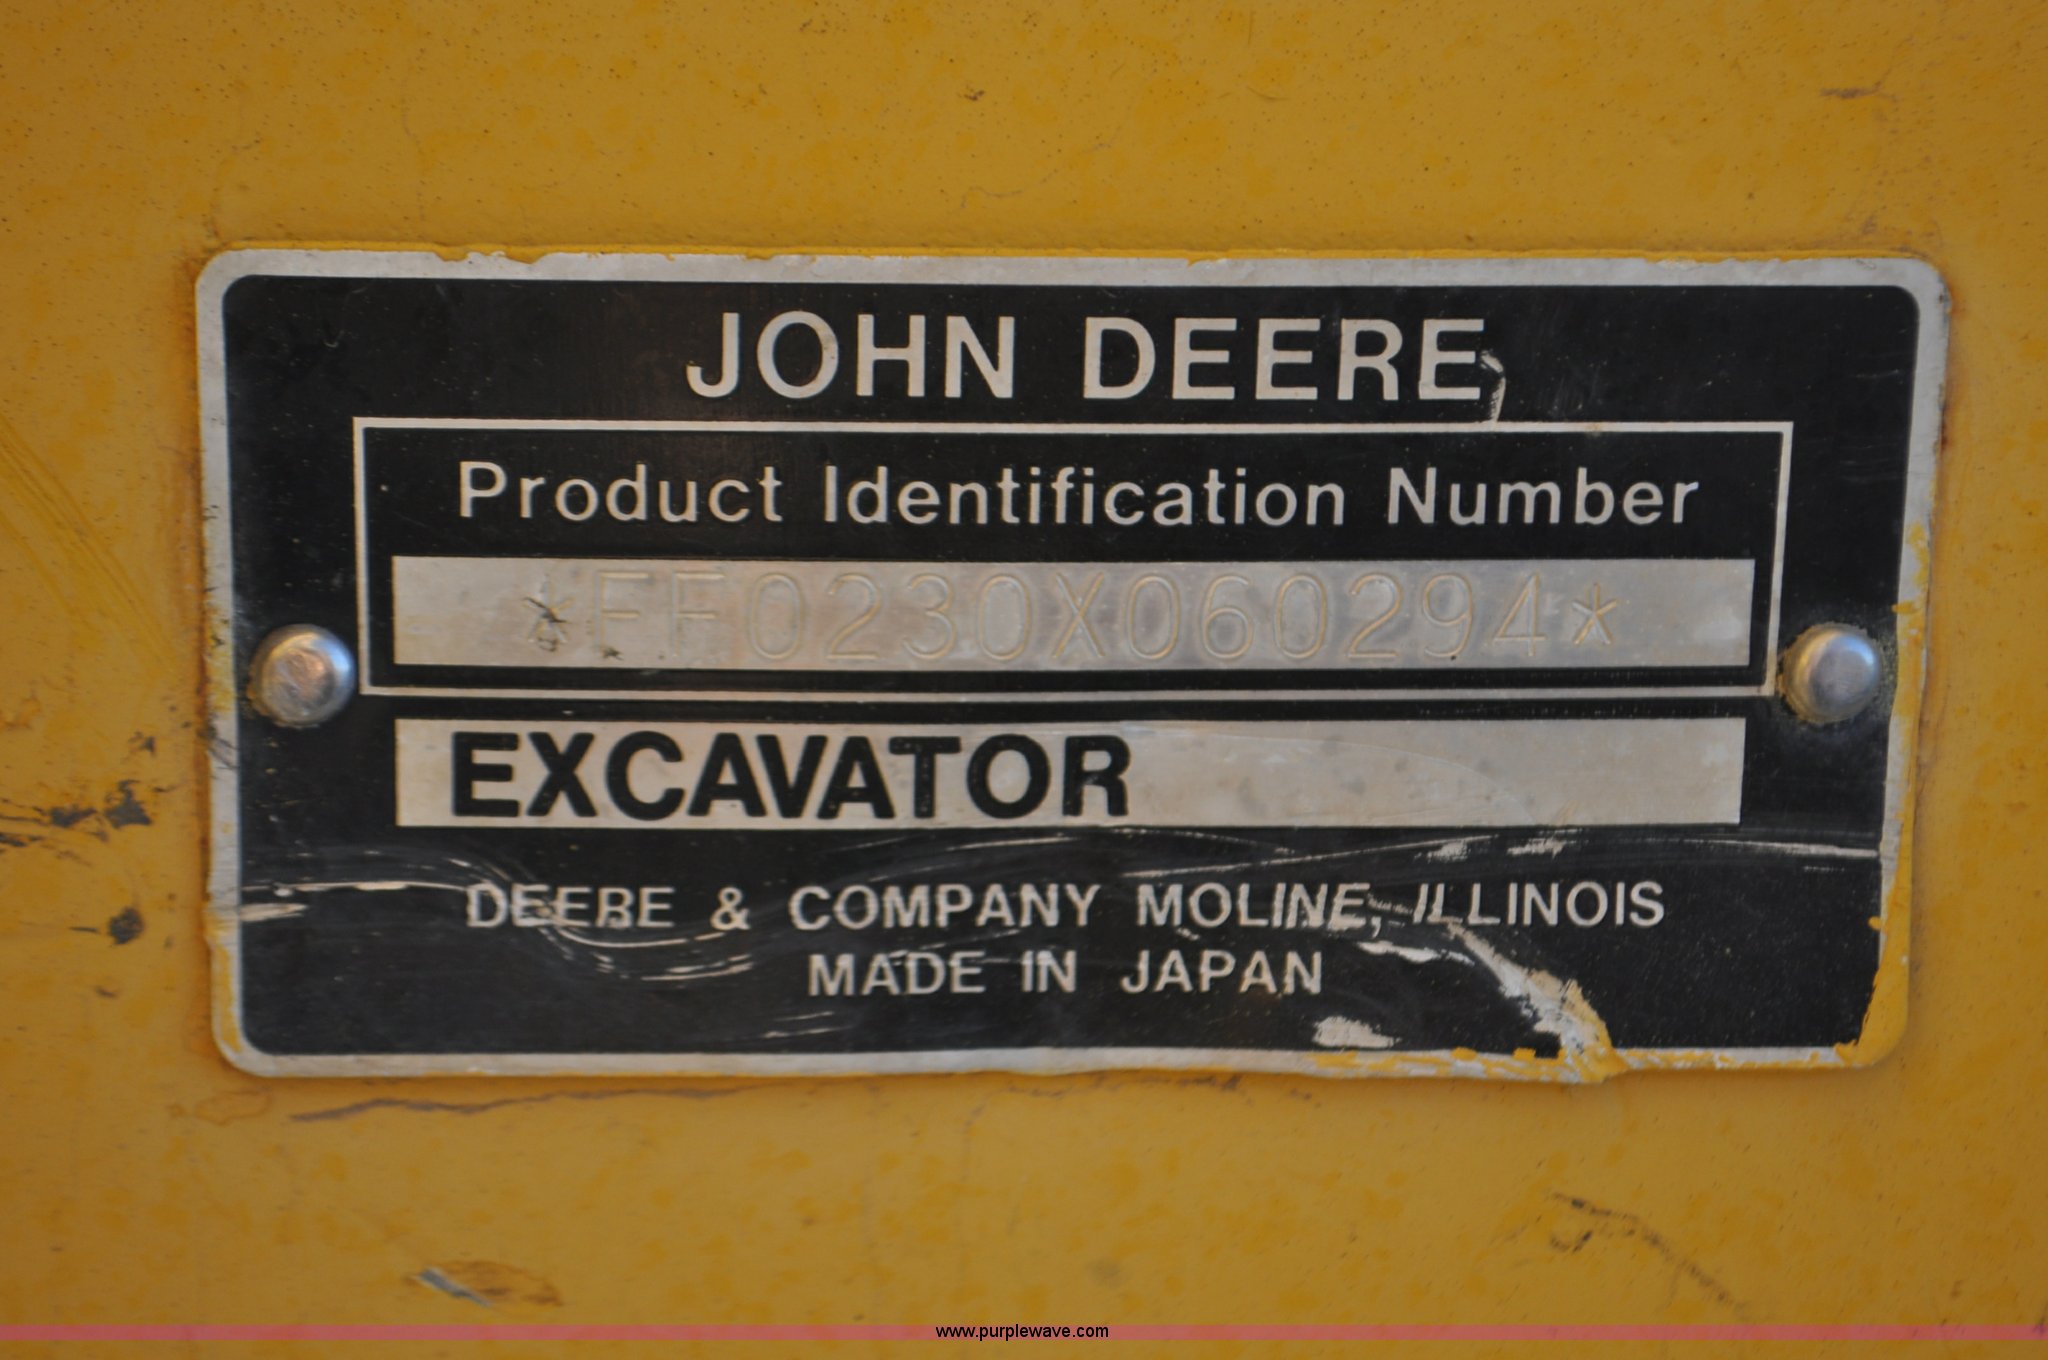 JOHN DEERE
Product Identification Number
*FF0230X060294*
EXCAVATOR
DEERE & COMPANY MOLINE, ILLINOIS
MADE IN JAPAN
www.purplewave.com